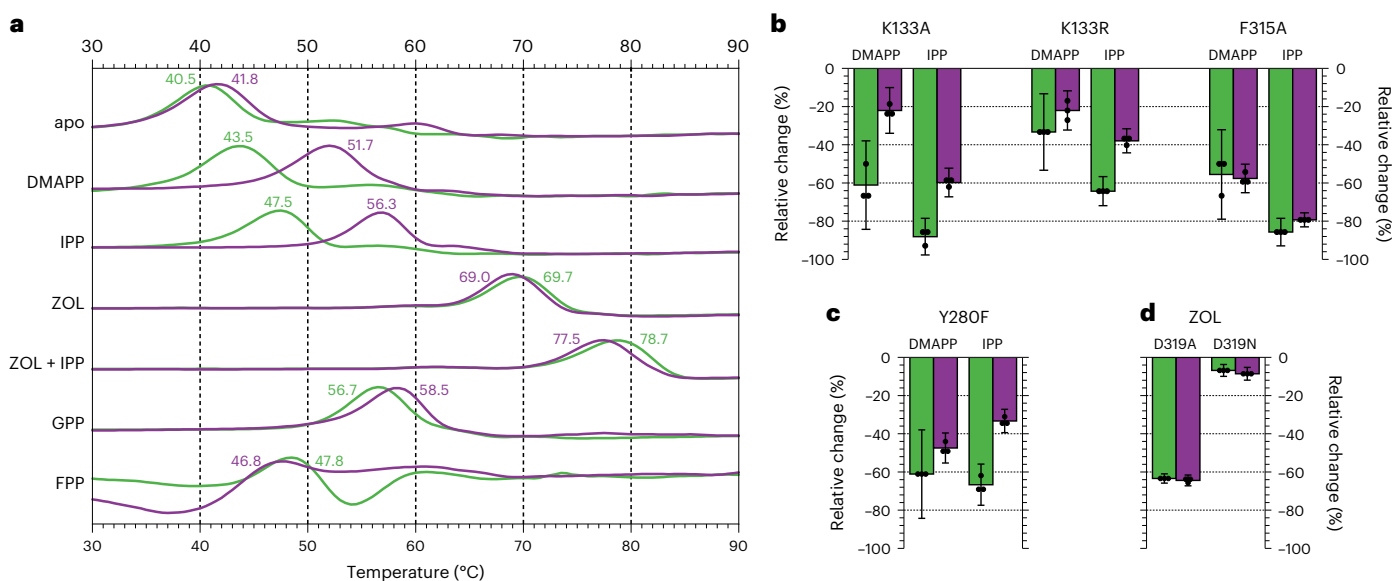 a
30 40 50 60 70 80 90
40.5 41.8
apo
43.5 51.7
DMAPP
47.5 56.3
IPP
69.0 69.7
ZOL
77.5 78.7
ZOL + IPP
56.7 58.5
GPP
46.8 47.8
FPP
30 40 50 60 70 80 90
Temperature (°C)
b
K133A K133R F315A
DMAPP IPP DMAPP IPP DMAPP IPP
0 0
−20 −20
−40 −40
−60 −60
−80 −80
−100 −100
Relative change (%)
Relative change (%)
c
Y280F
DMAPP IPP
0
−20
−40
−60
−80
−100
Relative change (%)
d
ZOL
D319A D319N
0
−20
−40
−60
−80
−100
Relative change (%)